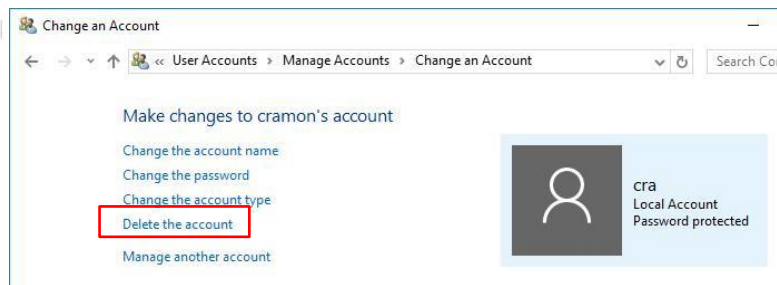 Change an Account
« User Accounts > Manage Accounts > Change an Account
Search Co
Make changes to cramon's account
Change the account name
Change the password
Change the account type
Delete the account
Manage another account
cra
Local Account
Password protected